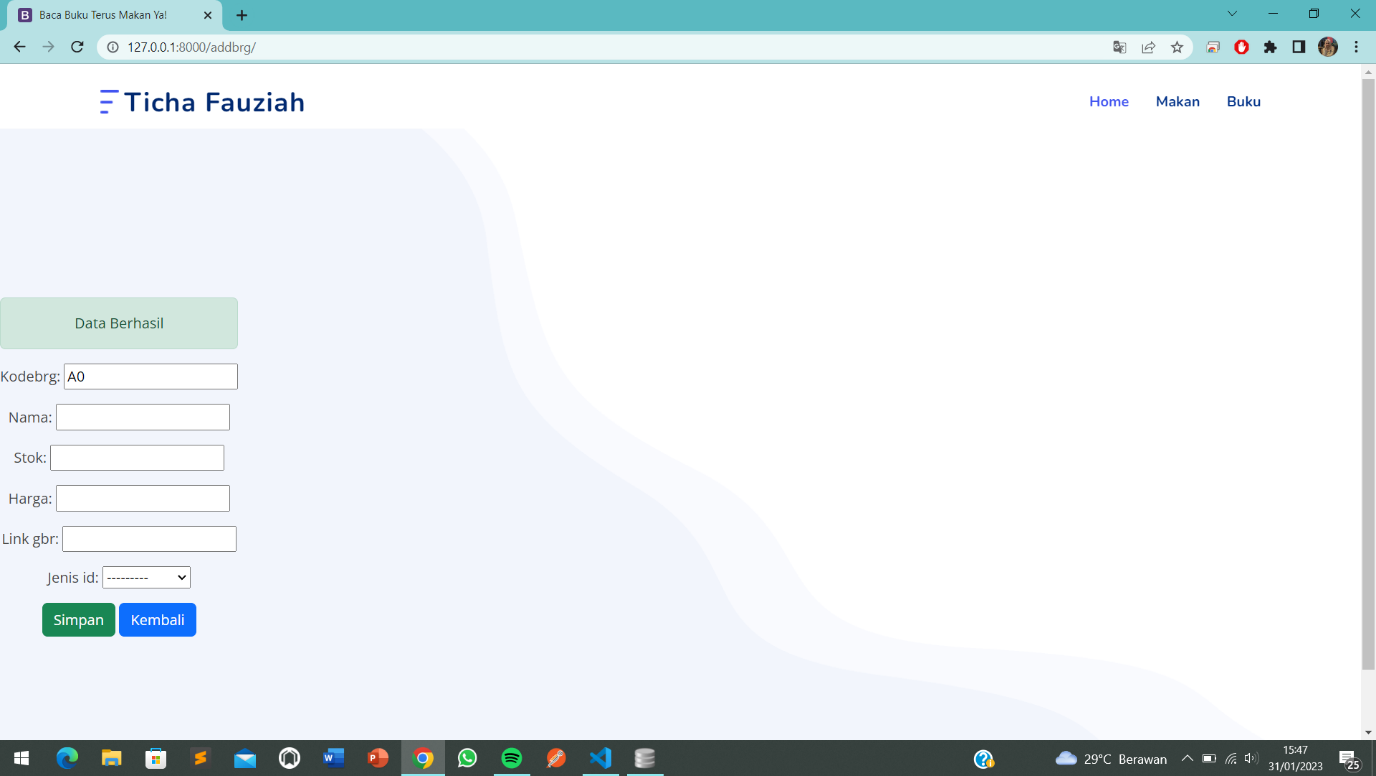 Baca Buku Terus Makan Ya!
127.0.0.1:8000/addbrg/
Ticha Fauziah
Home Makan Buku
Data Berhasil
Kodebrg: A0
Nama:
Stok:
Harga:
Link gbr:
Jenis id: ---------
Simpan Kembali
29°C Berawan
15:47
31/01/2023
25